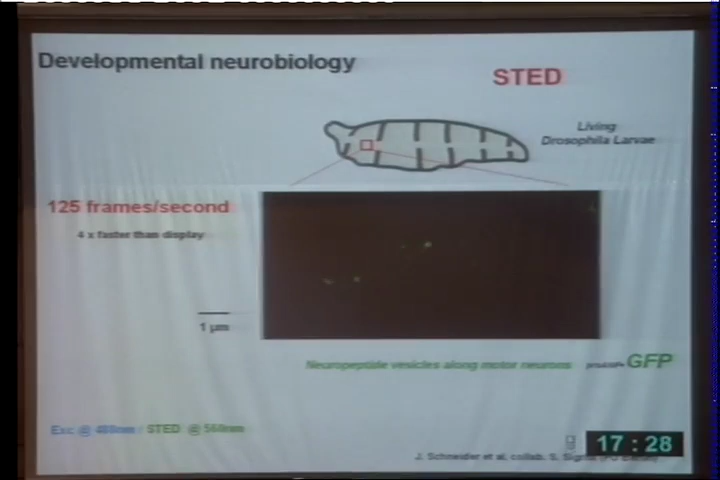 Developmental neurobiology
STED
Living
Drosophila Larvae
125 frames/second
4 x faster than display
1 µm
Neuropeptide vesicles along motor neurons GFP
Exc @ 488nm / STED @ 560nm
17:28
J. Schneider et al, collab. S. Sigrist